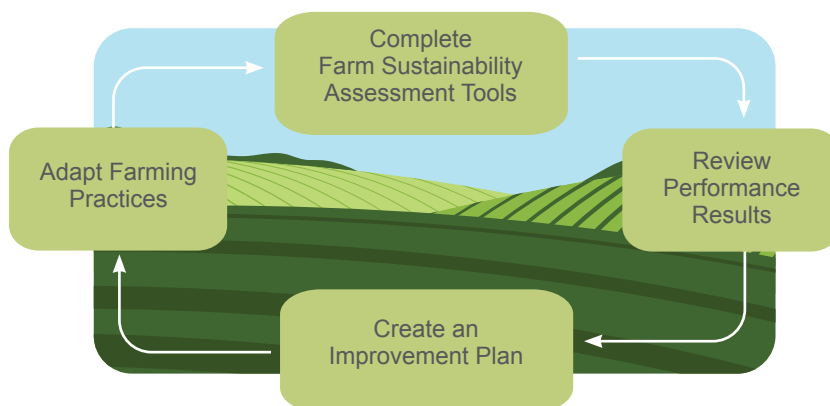 Complete
Farm Sustainability
Assessment Tools
Adapt Farming
Practices
Review
Performance
Results
Create an
Improvement Plan